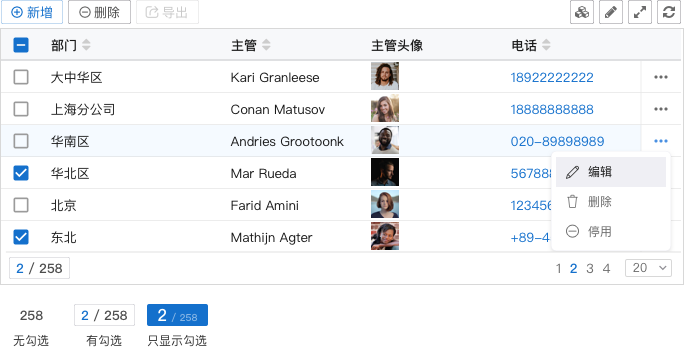 新增 删除 导出
部门 主管 主管头像 电话
大中华区 Kari Granleese 18922222222
上海分公司 Conan Matusov 18888888888
华南区 Andries Grootoonk 020-89898989
华北区 Mar Rueda 567888
编辑
北京 Farid Amini 123456
删除
东北 Mathijn Agter +89-4
停用
2 / 258 1 2 3 4 20
258 2 / 258 2 / 258
无勾选 有勾选 只显示勾选